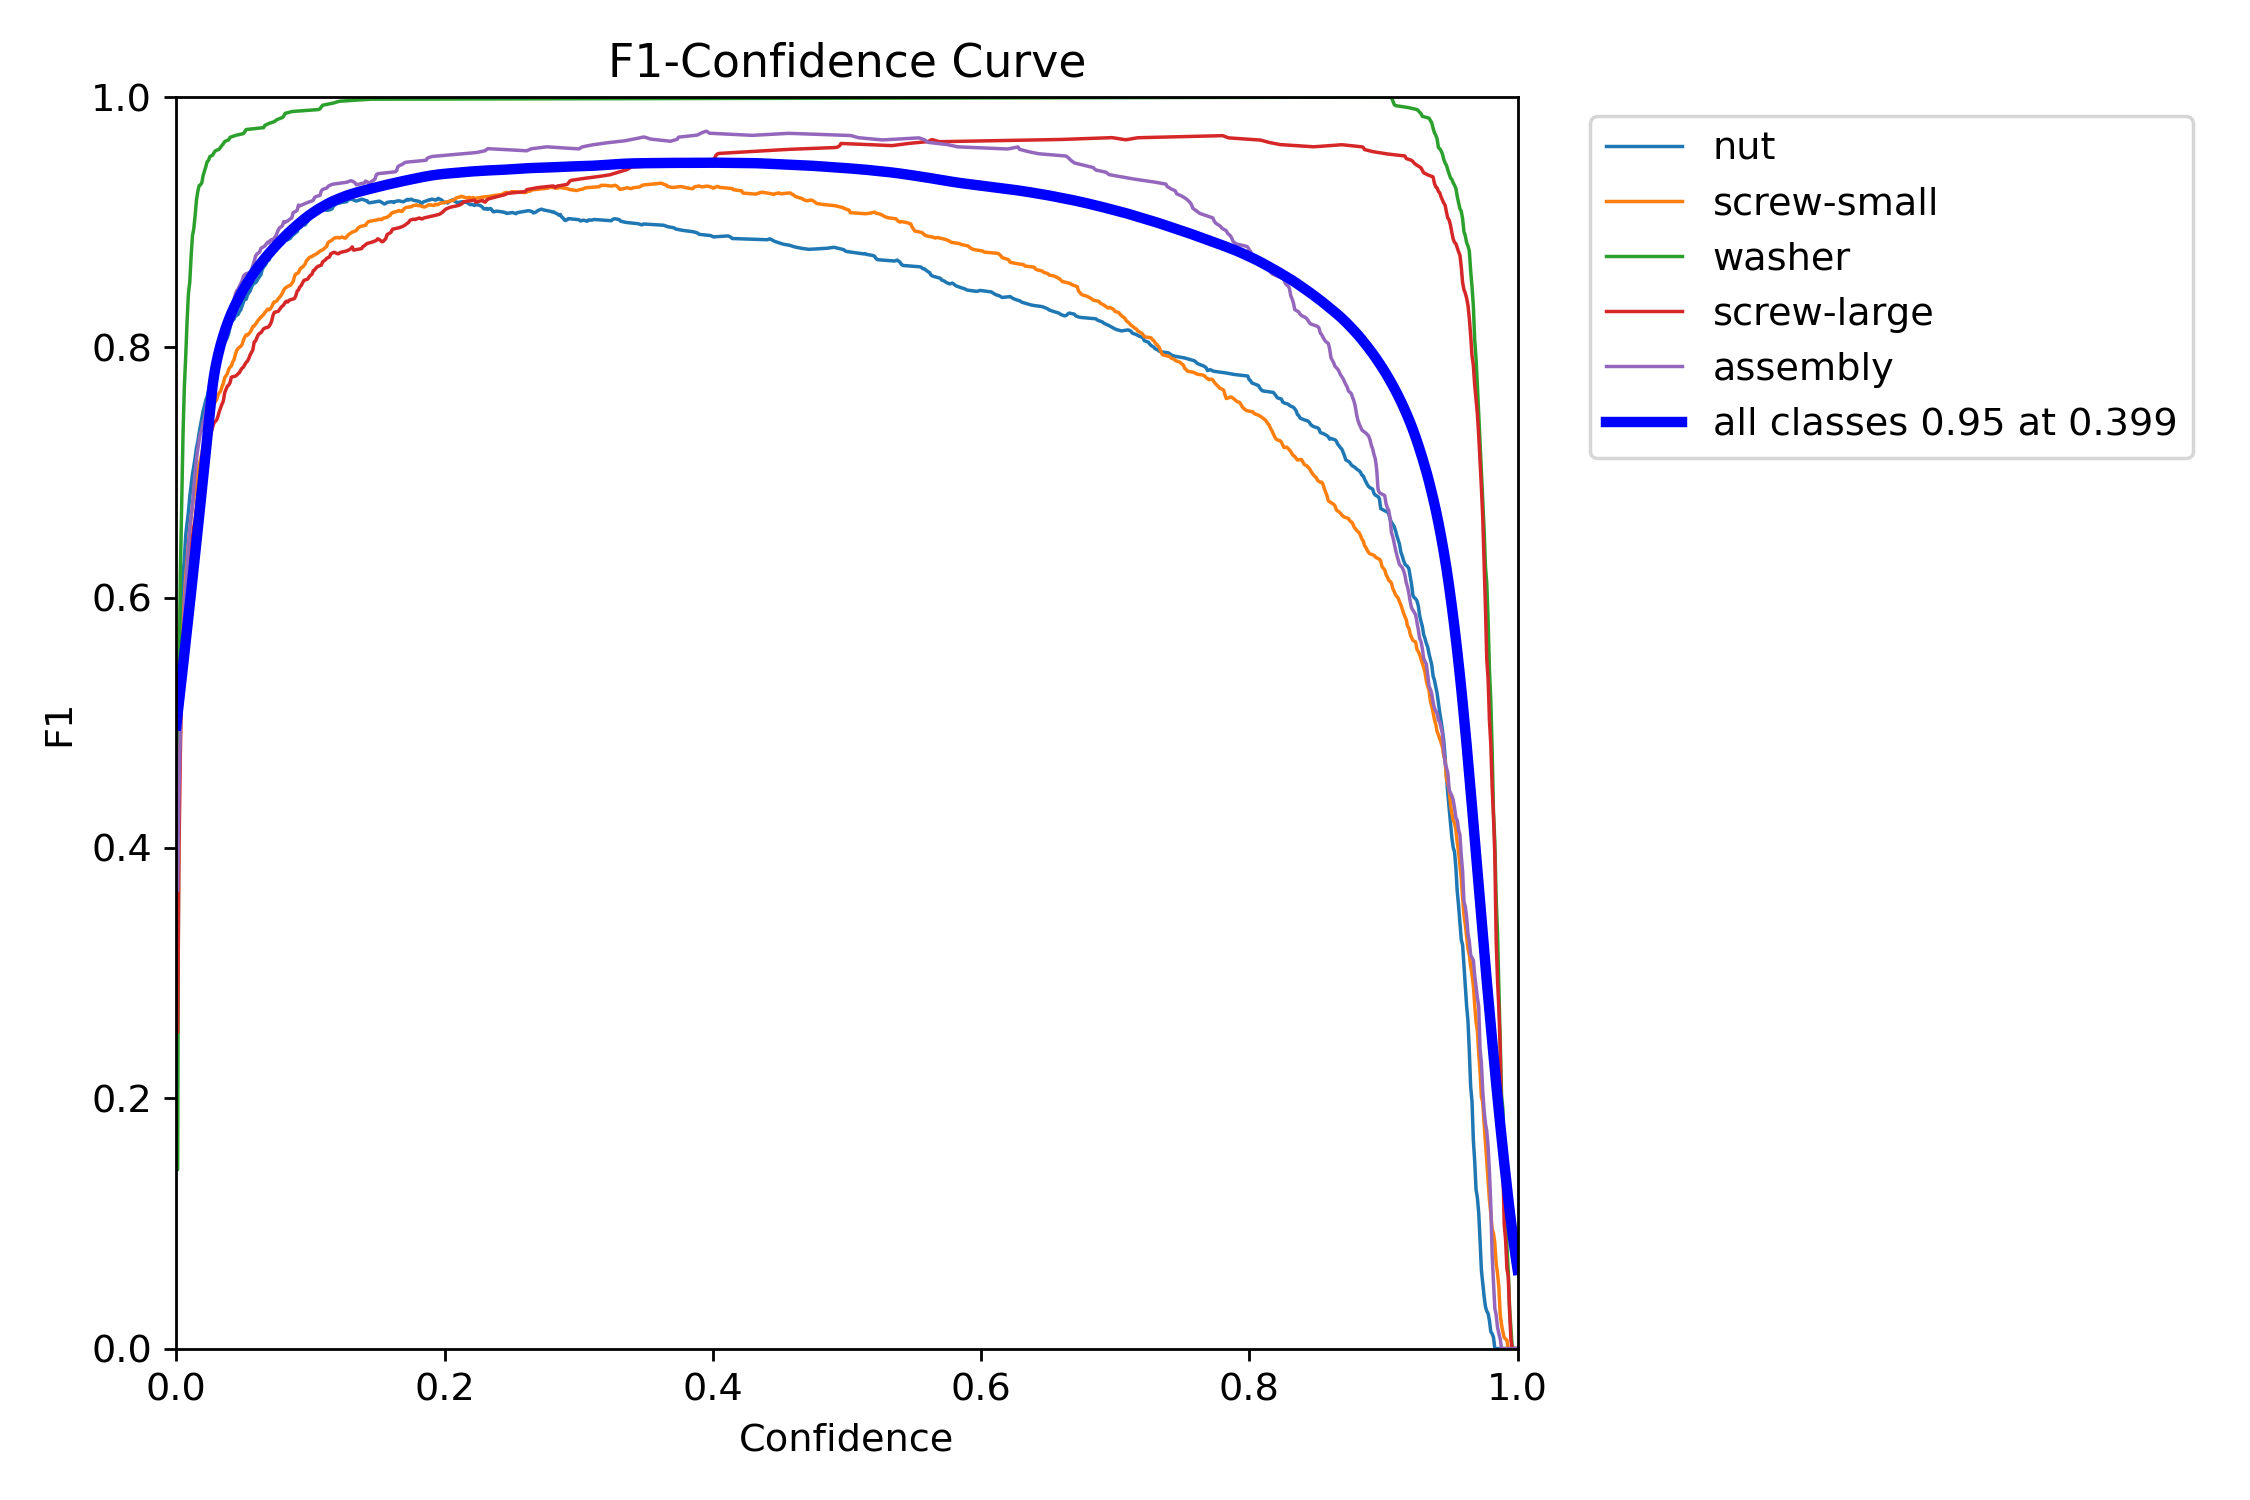 F1-Confidence Curve
1.0
0.8
0.6
0.4
0.2
0.0
F1
0.0 0.2 0.4 0.6 0.8 1.0
Confidence
nut
screw-small
washer
screw-large
assembly
all classes 0.95 at 0.399